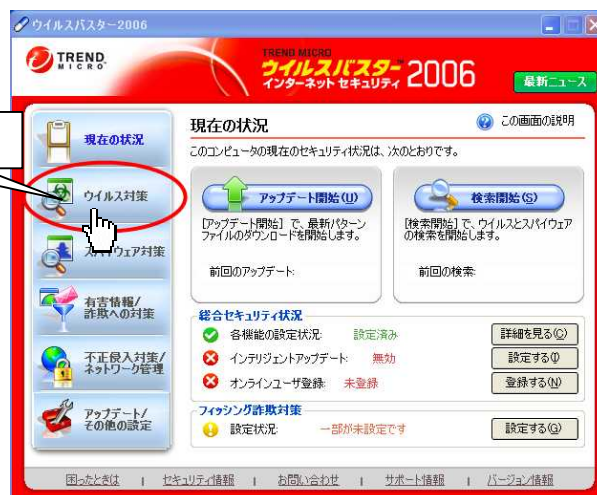 ウイルスバスター2006
TREND
MICRO
TREND MICRO
ウイルスバスター 2006
インターネット セキュリティ
最新ニュース
現在の状況
ウイルス対策
スパイウェア対策
有害情報/
詐欺への対策
不正侵入対策/
ネットワーク管理
アップデート/
その他の設定
現在の状況
この画面の説明
このコンピュータの現在のセキュリティ状況は、次のとおりです。
アップデート開始(U)
[アップデート開始] で、最新パターン
ファイルのダウンロードを開始します。
前回のアップデート:
検索開始(S)
[検索開始] で、ウイルスとスパイウェア
の検索を開始します。
前回の検索:
総合セキュリティ状況
各機能の設定状況: 設定済み
詳細を見る(C)
インテリジェントアップデート: 無効
設定する(I)
オンラインユーザ登録: 未登録
登録する(N)
フィッシング詐欺対策
設定状況: 一部が未設定です
設定する(G)
困ったときは | セキュリティ情報 | お問い合わせ | サポート情報 | バージョン情報